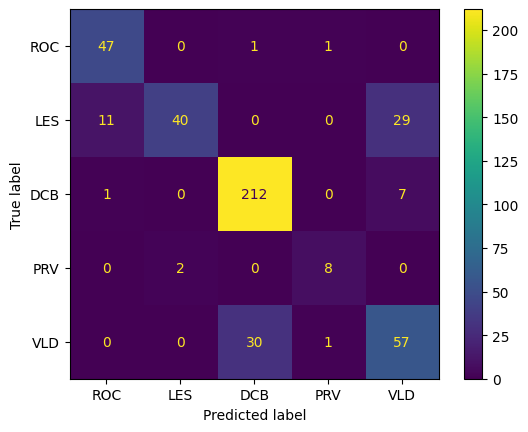 True label
ROC 47 0 1 1 0
LES 11 40 0 0 29
DCB 1 0 212 0 7
PRV 0 2 0 8 0
VLD 0 0 30 1 57
ROC LES DCB PRV VLD
Predicted label
200
175
150
125
100
75
50
25
0